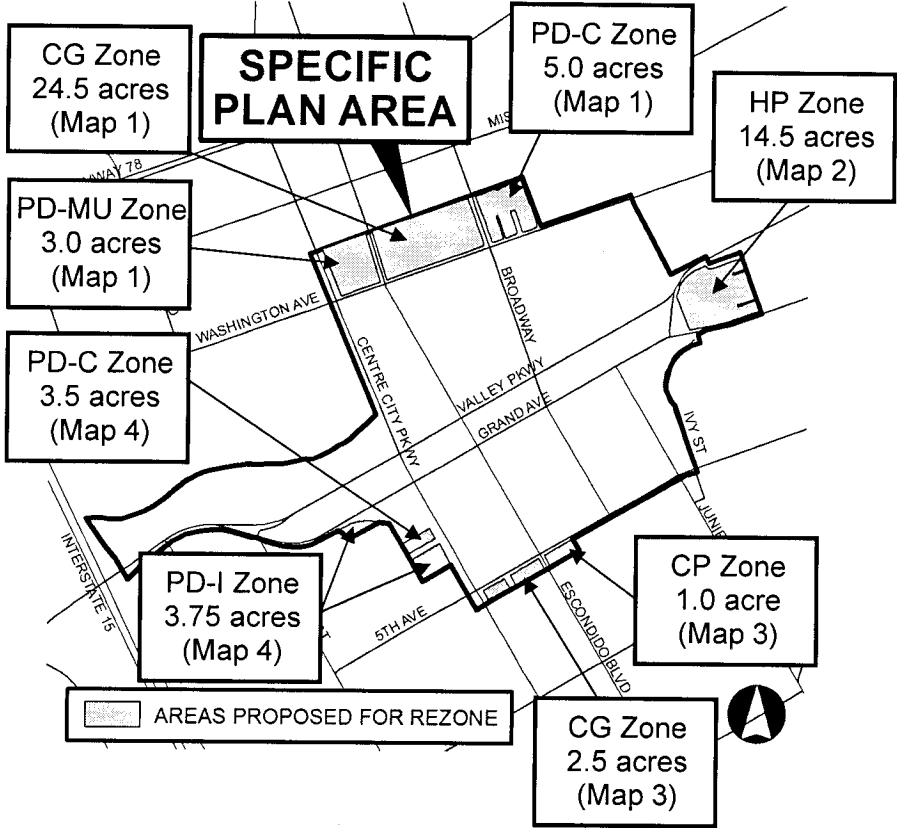 CG Zone
24.5 acres
(Map 1)
SPECIFIC
PLAN AREA
PD-C Zone
5.0 acres
(Map 1)
HP Zone
14.5 acres
(Map 2)
PD-MU Zone
3.0 acres
(Map 1)
PD-C Zone
3.5 acres
(Map 4)
WASHINGTON AVE
CENTRE CITY PKWY
BROADWAY
VALLEY PKWY
GRAND AVE
IVY ST
INTERSTATE 15
PD-I Zone
3.75 acres
(Map 4)
5TH AVE
ESCONDIDO BLVD
CP Zone
1.0 acre
(Map 3)
CG Zone
2.5 acres
(Map 3)
AREAS PROPOSED FOR REZONE
78